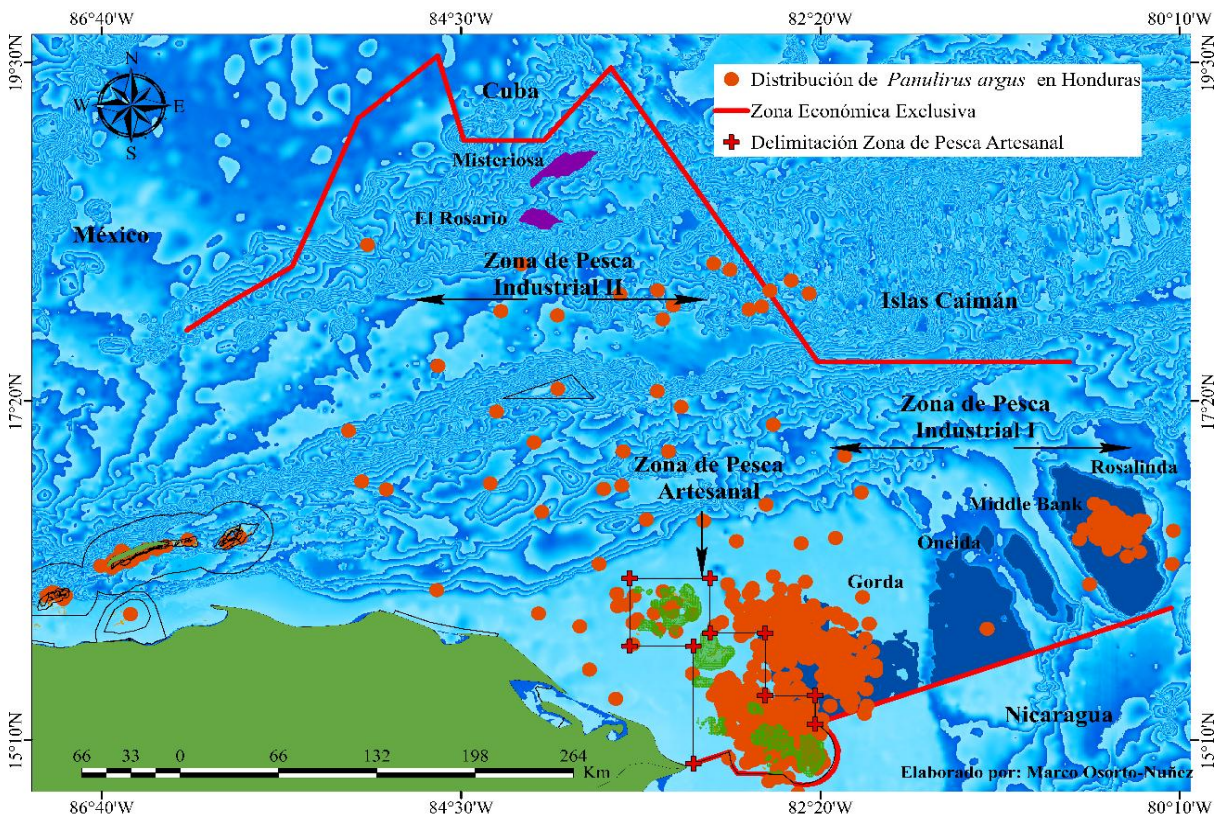 86°40'W
84°30'W
82°20'W
80°10'W
19°30'N
19°30'N
N
W
E
S
Cuba
Distribución de Panulirus argus en Honduras
Zona Económica Exclusiva
Delimitación Zona de Pesca Artesanal
Misteriosa
El Rosario
México
Zona de Pesca
Industrial II
Islas Caimán
17°20'N
17°20'N
Zona de Pesca
Industrial I
Zona de Pesca
Artesanal
Rosalinda
Middle Bank
Oneida
Gorda
Nicaragua
15°10'N
15°10'N
66 33 0 66 132 198 264
Km
Elaborado por: Marco Osorto-Nuñez
86°40'W
84°30'W
82°20'W
80°10'W